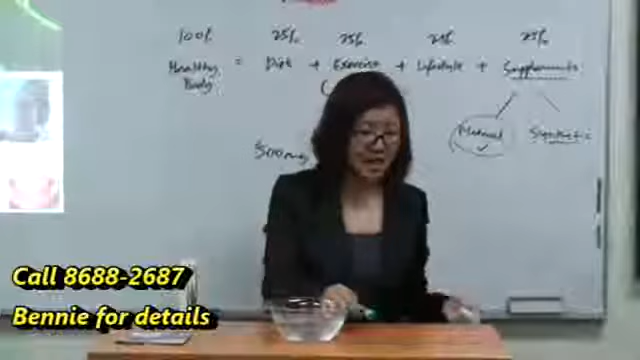 100% 25% 25% 25% 25%
Healthy Body = Diet + Exercise + Lifestyle + Supplements
Natural Synthetic
500mg
Call 8688-2687
Bennie for details